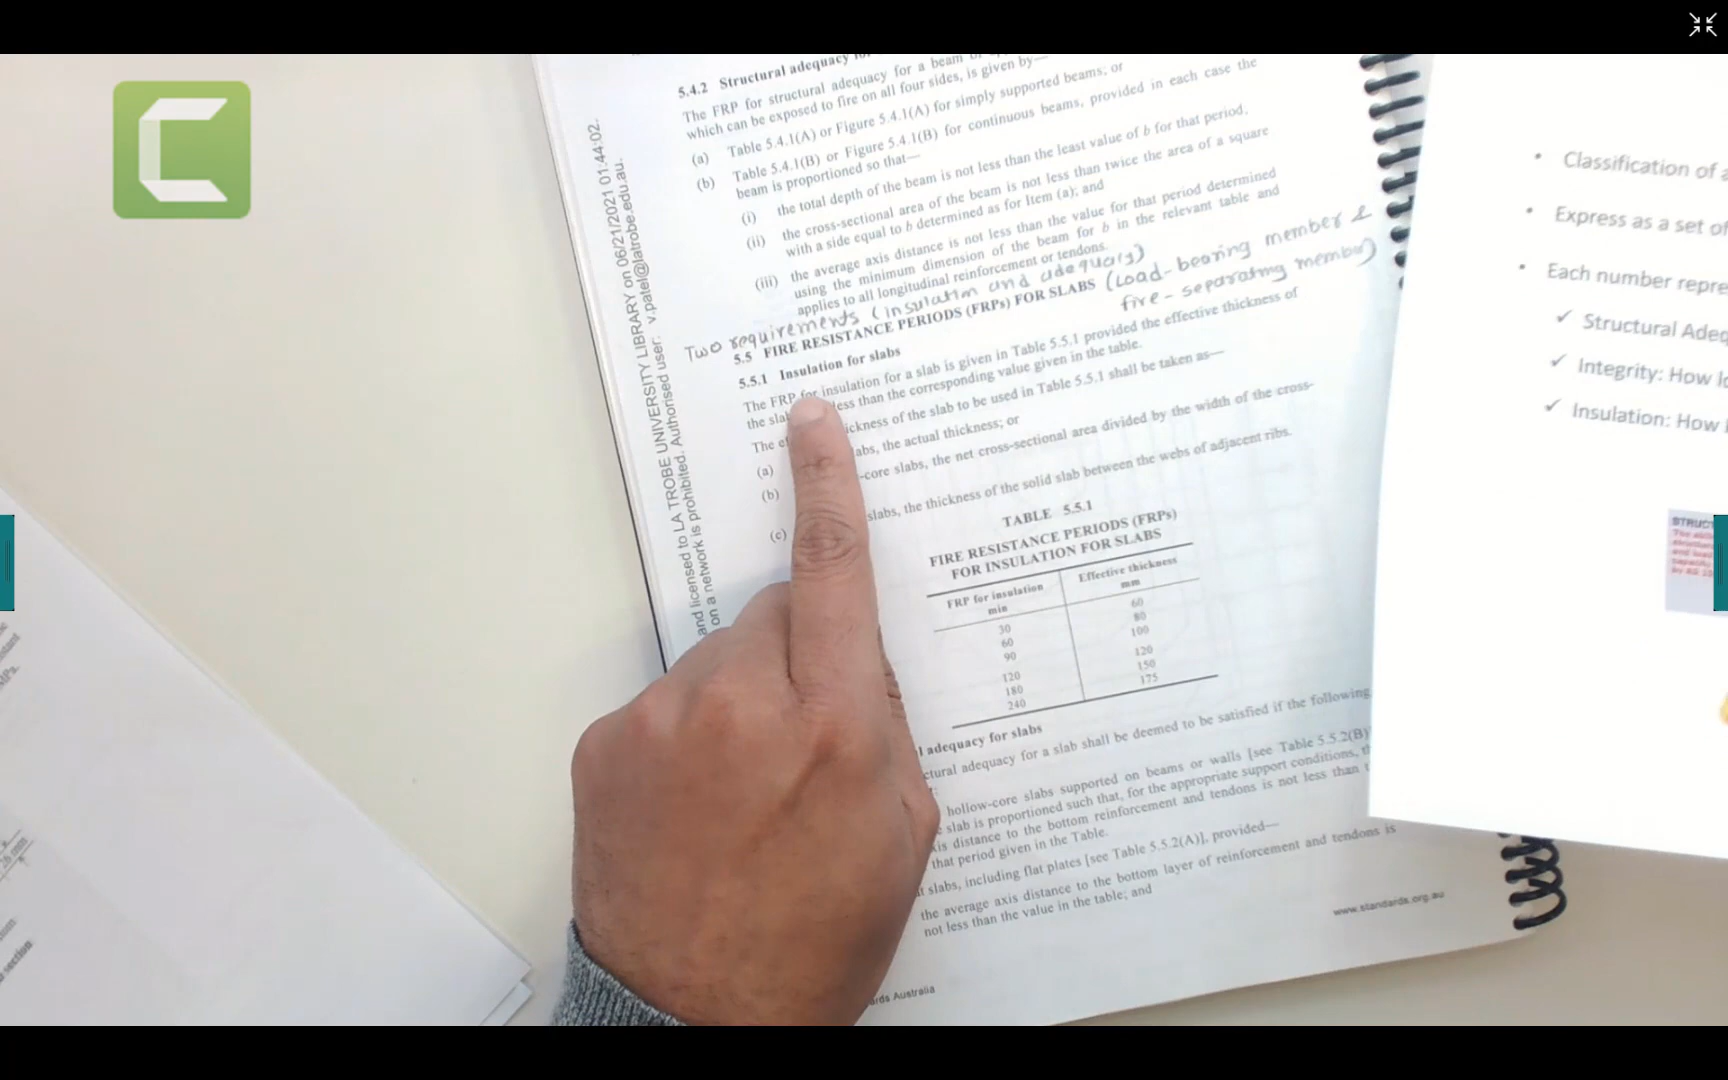 5.4.2 Structural adequacy
The FRP for structural adequacy for a beam
which can be exposed to fire on all four sides, is given by—
(a) Table 5.4.1(A) or Figure 5.4.1(A) for simply supported beams; or
(b) Table 5.4.1(B) or Figure 5.4.1(B) for continuous beams, provided in each case the
beam is proportioned so that—
(i) the total depth of the beam is not less than the least value of b for that period,
(ii) the cross-sectional area of the beam is not less than twice the area of a square
with a side equal to b determined as for Item (a); and
(iii) the average axis distance is not less than the value for that period determined
using the minimum dimension of the beam for b in the relevant table and
applies to all longitudinal reinforcement or tendons.
Two requirements (insulation and adequacy)
5.5 FIRE RESISTANCE PERIODS (FRPs) FOR SLABS (Load-bearing member &
fire-separating member)
5.5.1 Insulation for slabs
The FRP for insulation for a slab is given in Table 5.5.1 provided the effective thickness of
the slab less than the corresponding value given in the table.
The thickness of the slab to be used in Table 5.5.1 shall be taken as—
(a) the actual thickness; or
(b) -core slabs, the net cross-sectional area divided by the width of the cross-
(c) slabs, the thickness of the solid slab between the webs of adjacent ribs.
TABLE 5.5.1
FIRE RESISTANCE PERIODS (FRPs)
FOR INSULATION FOR SLABS
FRP for insulation min Effective thickness mm
30 60
60 80
90 100
120 120
180 150
240 175
adequacy for slabs
adequacy for a slab shall be deemed to be satisfied if the following
hollow-core slabs supported on beams or walls [see Table 5.5.2(B)]
slab is proportioned such that, for the appropriate support conditions,
distance to the bottom reinforcement and tendons is not less than
that period given in the Table.
slabs, including flat plates [see Table 5.5.2(A)], provided—
the average axis distance to the bottom layer of reinforcement and tendons is
not less than the value in the table; and
www.standards.org.au
Australia
and licensed to LA TROBE UNIVERSITY LIBRARY on 06/21/2021 01:44:02.
on a network is prohibited. Authorised user: v.patel@latrobe.edu.au.
• Classification of
• Express as a set of
• Each number
✓ Structural
✓ Integrity: How
✓ Insulation: How
section